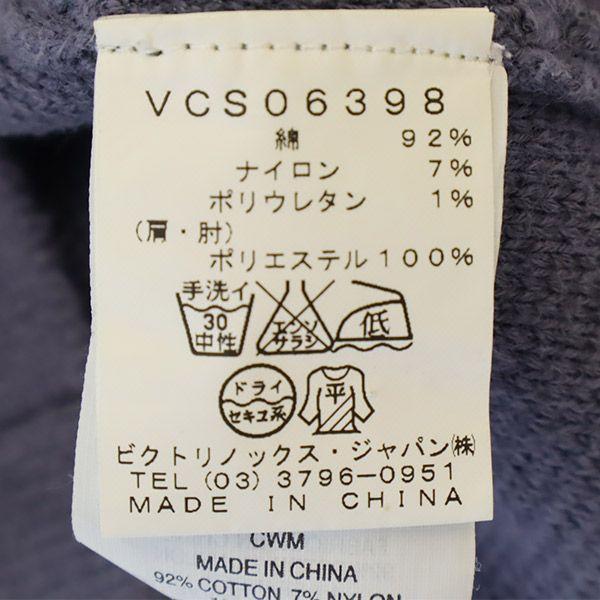 VCS06398
綿 92%
ナイロン 7%
ポリウレタン 1%
(肩・肘)
ポリエステル 100%
手洗イ
30
中性
エンソ
サラシ
低
ドライ
セキユ系
平
ビクトリノックス・ジャパン(株)
TEL (03) 3796-0951
MADE IN CHINA
CWM
MADE IN CHINA
92% COTTON 7% NYLON